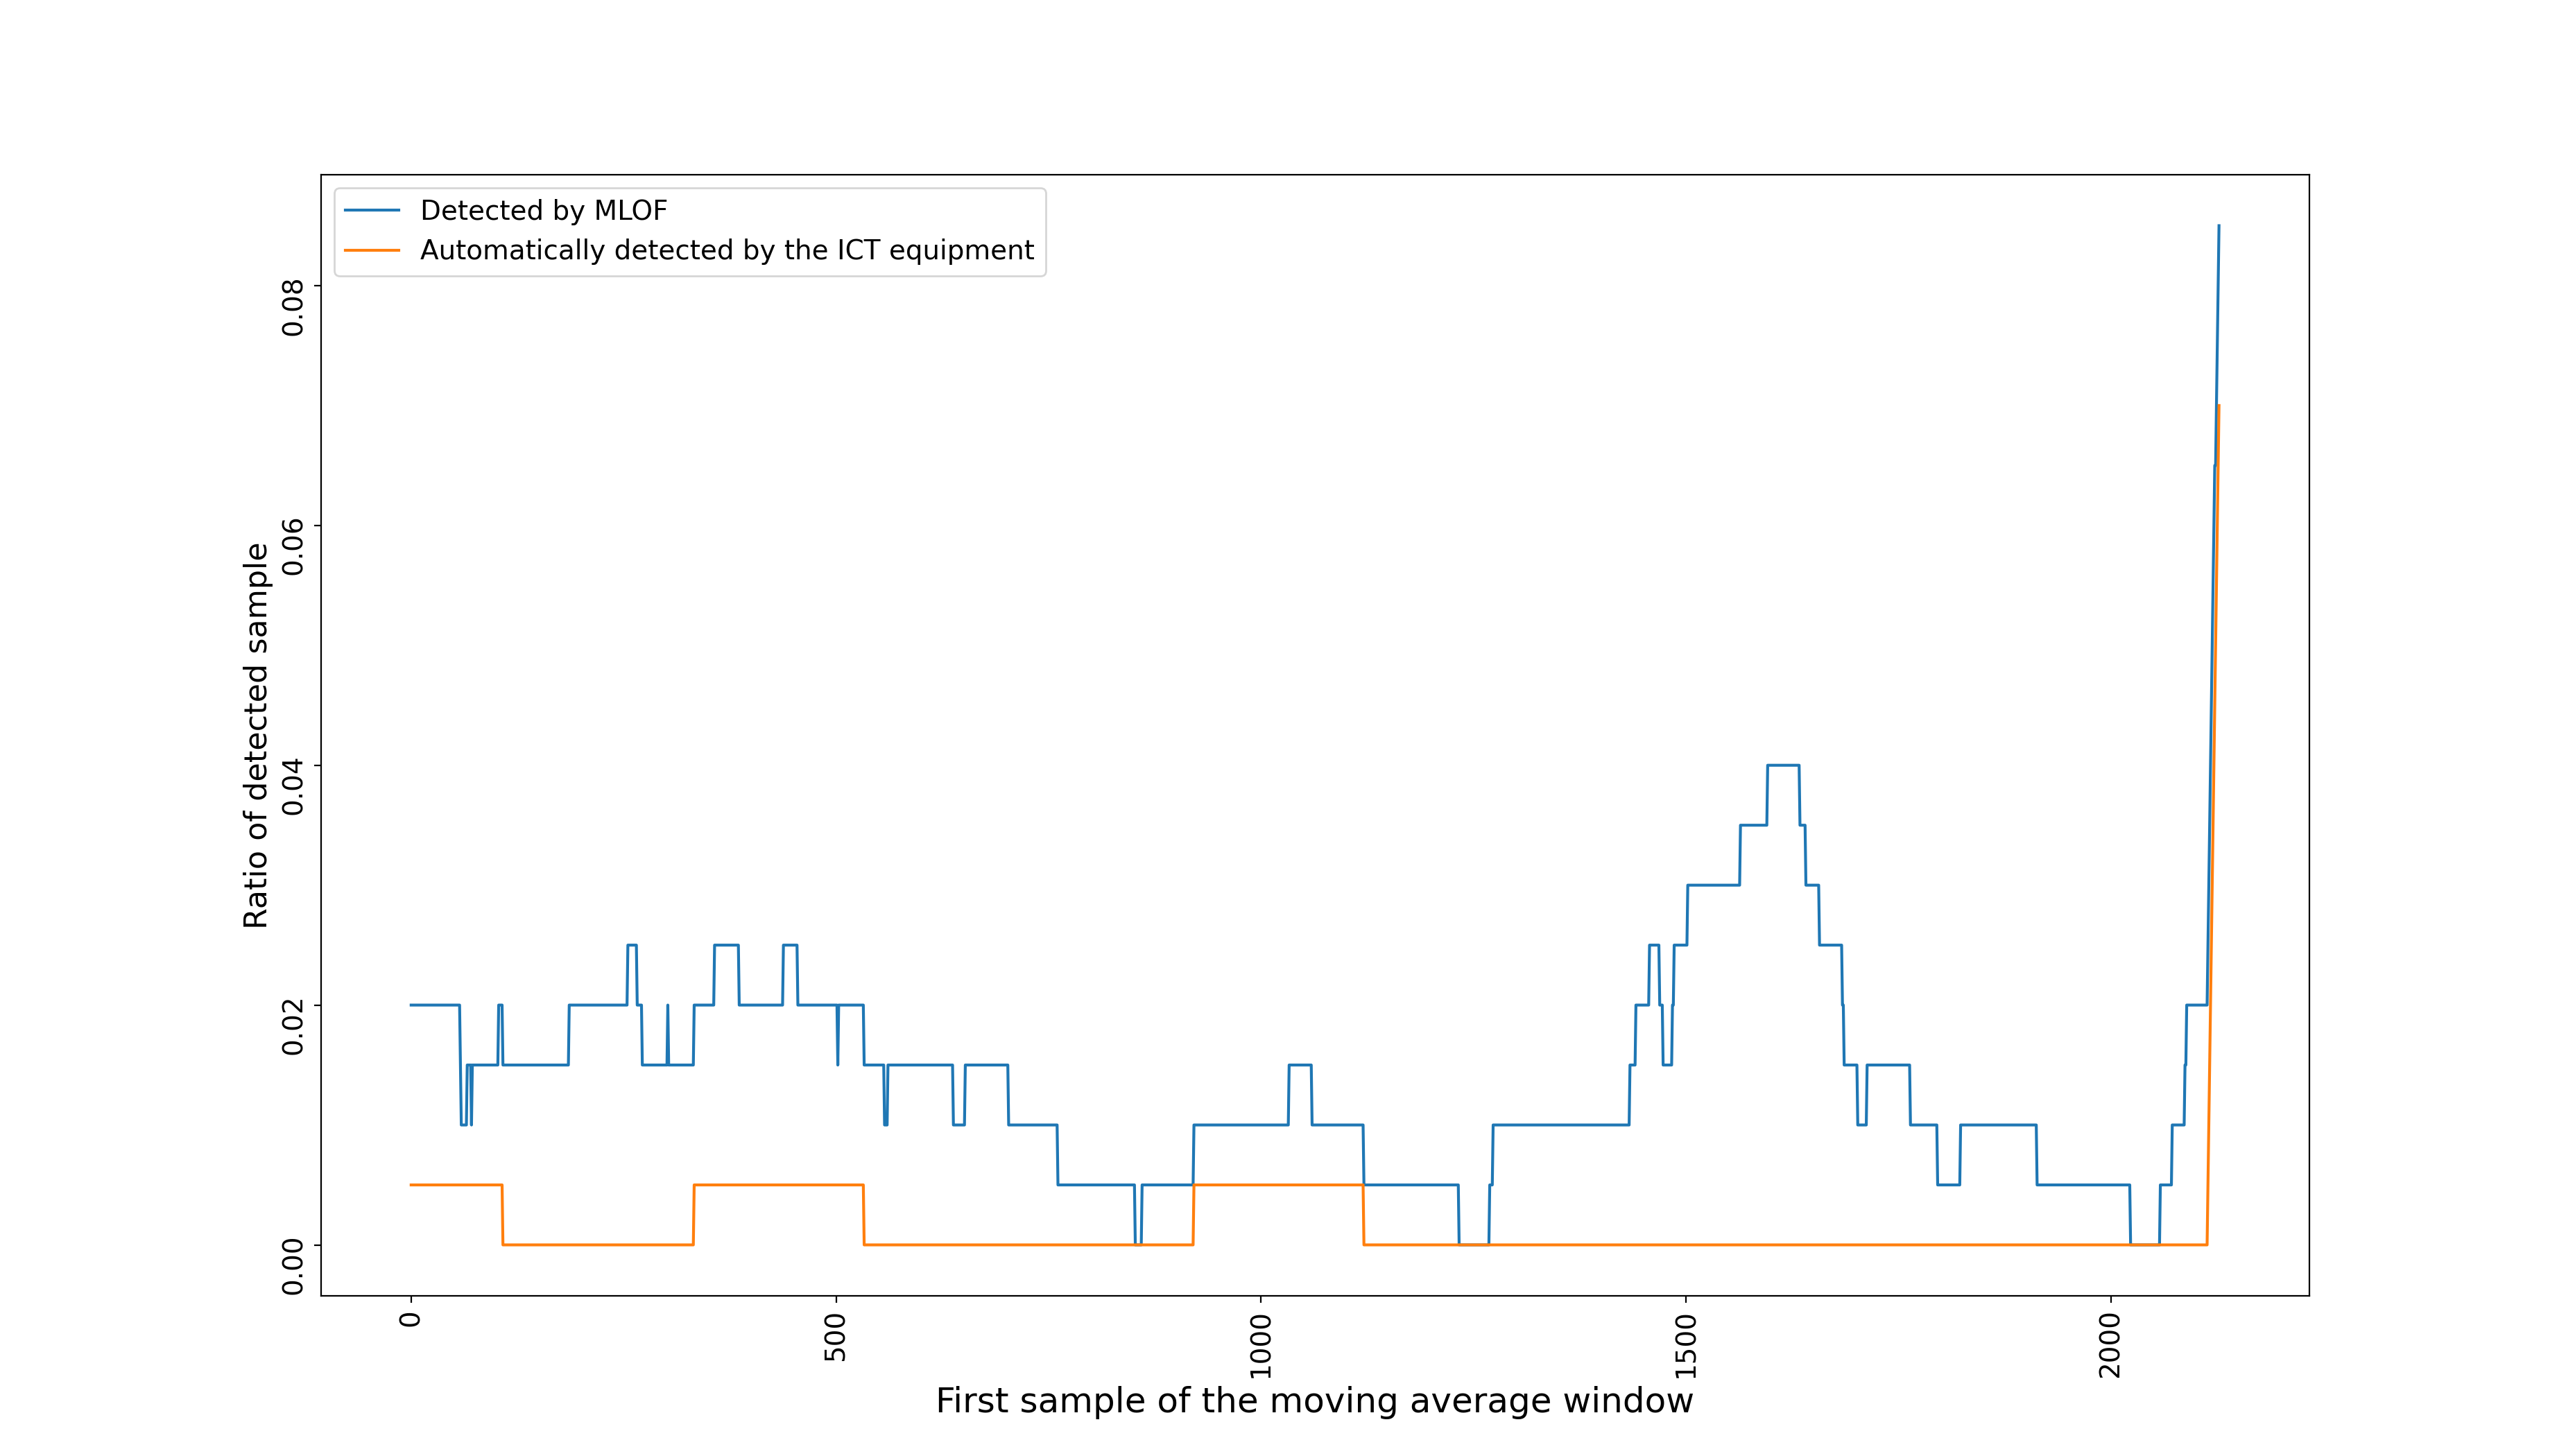 Detected by MLOF
Automatically detected by the ICT equipment
Ratio of detected sample
0.08
0.06
0.04
0.02
0.00
0
500
1000
1500
2000
First sample of the moving average window